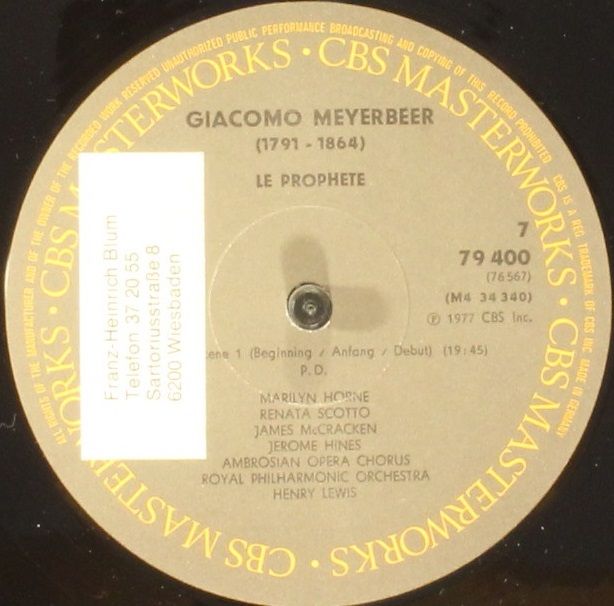 ALL RIGHTS OF THE MANUFACTURER AND OF THE OWNER OF THE RECORDED WORK RESERVED UNAUTHORIZED PUBLIC PERFORMANCE BROADCASTING AND COPYING OF THIS RECORD PROHIBITED
CBS IS A REG. TRADEMARK OF CBS INC. MADE IN GERMANY
CBS MASTERWORKS · CBS MASTERWORKS · CBS MASTERWORKS · CBS MASTERWORKS ·
GIACOMO MEYERBEER
(1791 - 1864)
LE PROPHETE
7
79 400
(76 567)
(M4 34 340)
℗ 1977 CBS Inc.
1 (Beginning / Anfang / Debut) (19:45)
P. D.
MARILYN HORNE
RENATA SCOTTO
JAMES McCRACKEN
JEROME HINES
AMBROSIAN OPERA CHORUS
ROYAL PHILHARMONIC ORCHESTRA
HENRY LEWIS
Franz-Heinrich Blum
Telefon 37 20 55
Sartoriusstraße 8
6200 Wiesbaden